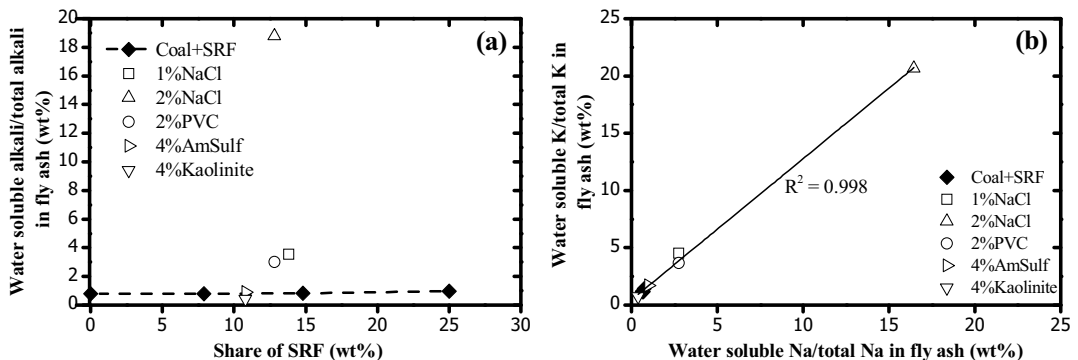 (a)
Water soluble alkali/total alkali
in fly ash (wt%)
20
18
16
14
12
10
8
6
4
2
0
Coal+SRF
1%NaCl
2%NaCl
2%PVC
4%AmSulf
4%Kaolinite
0 5 10 15 20 25 30
Share of SRF (wt%)
(b)
Water soluble K/total K in
fly ash (wt%)
25
20
15
10
5
0
R² = 0.998
Coal+SRF
1%NaCl
2%NaCl
2%PVC
4%AmSulf
4%Kaolinite
0 5 10 15 20 25
Water soluble Na/total Na in fly ash (wt%)